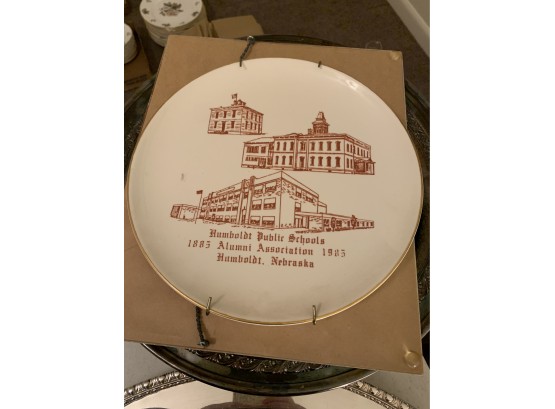 Humboldt Public Schools
1885 Alumni Association 1985
Humboldt, Nebraska